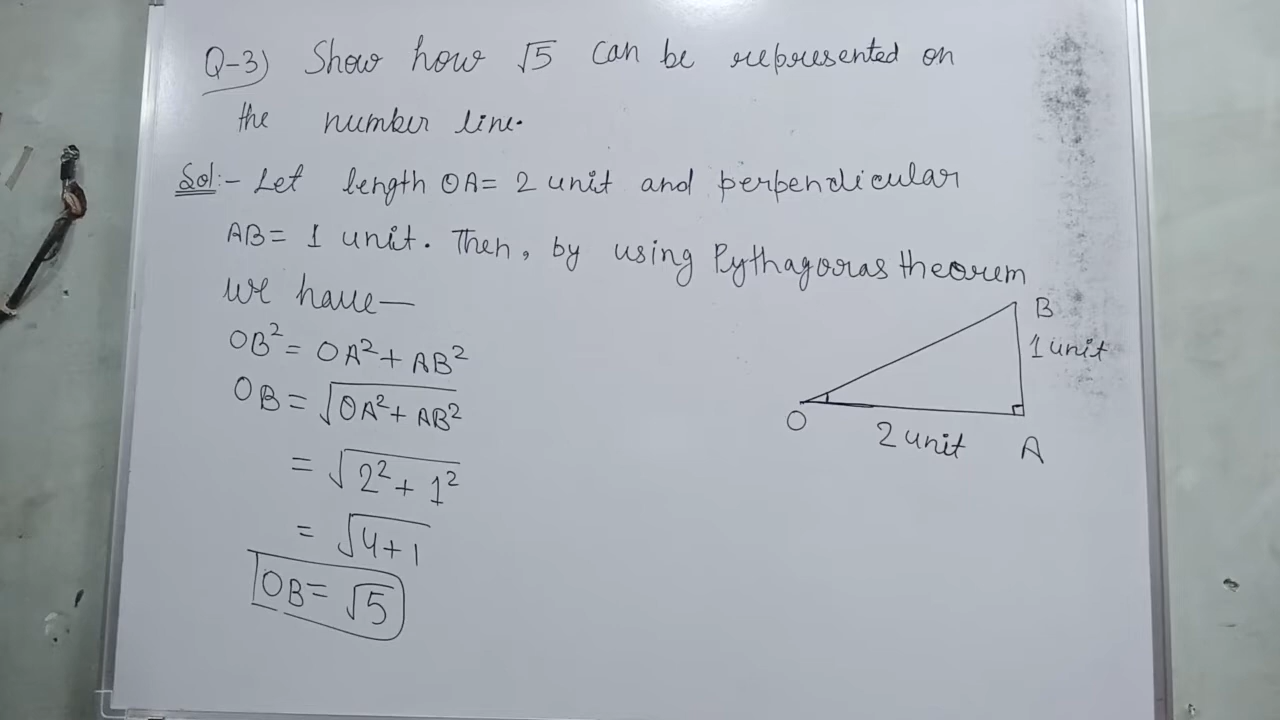 Q-3) Show how √5 can be represented on
the number line.
Sol:- Let length OA= 2 unit and perpendicular
AB= 1 unit. Then, by using Pythagoras theorem
we have—
OB² = OA² + AB²
OB = √OA² + AB²
= √2² + 1²
= √4+1
OB = √5
B
1 unit
O
2 unit
A